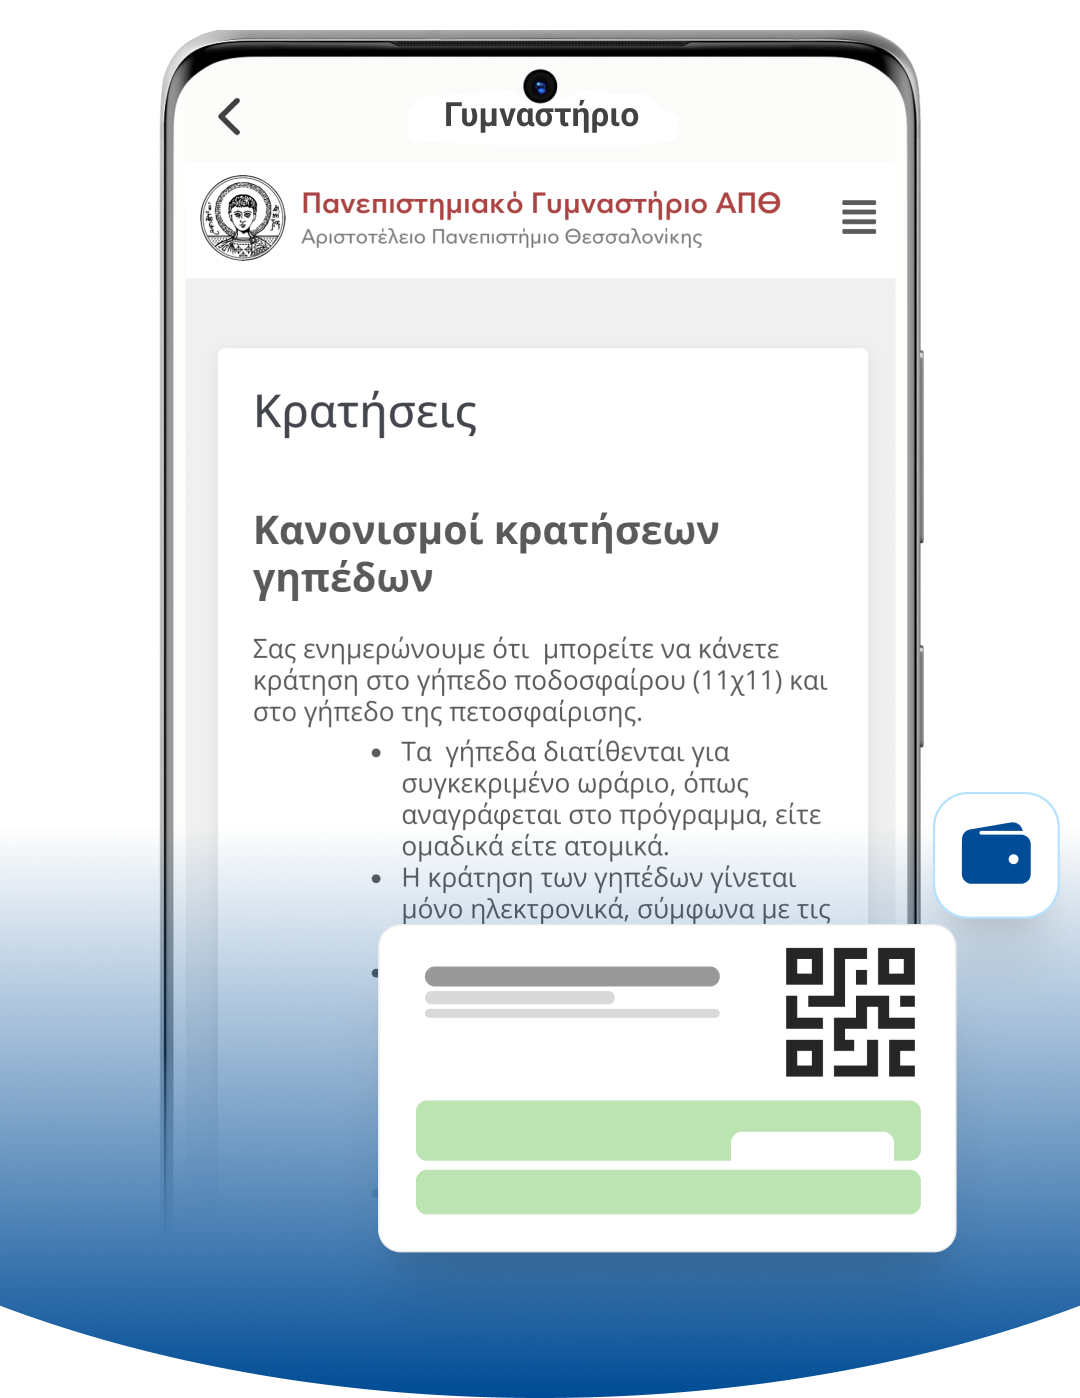 Γυμναστήριο
Πανεπιστημιακό Γυμναστήριο ΑΠΘ
Αριστοτέλειο Πανεπιστήμιο Θεσσαλονίκης
Κρατήσεις
Κανονισμοί κρατήσεων
γηπέδων
Σας ενημερώνουμε ότι μπορείτε να κάνετε
κράτηση στο γήπεδο ποδοσφαίρου (11χ11) και
στο γήπεδο της πετοσφαίρισης.
• Τα γήπεδα διατίθενται για
συγκεκριμένο ωράριο, όπως
αναγράφεται στο πρόγραμμα, είτε
ομαδικά είτε ατομικά.
• Η κράτηση των γηπέδων γίνεται
μόνο ηλεκτρονικά, σύμφωνα με τις